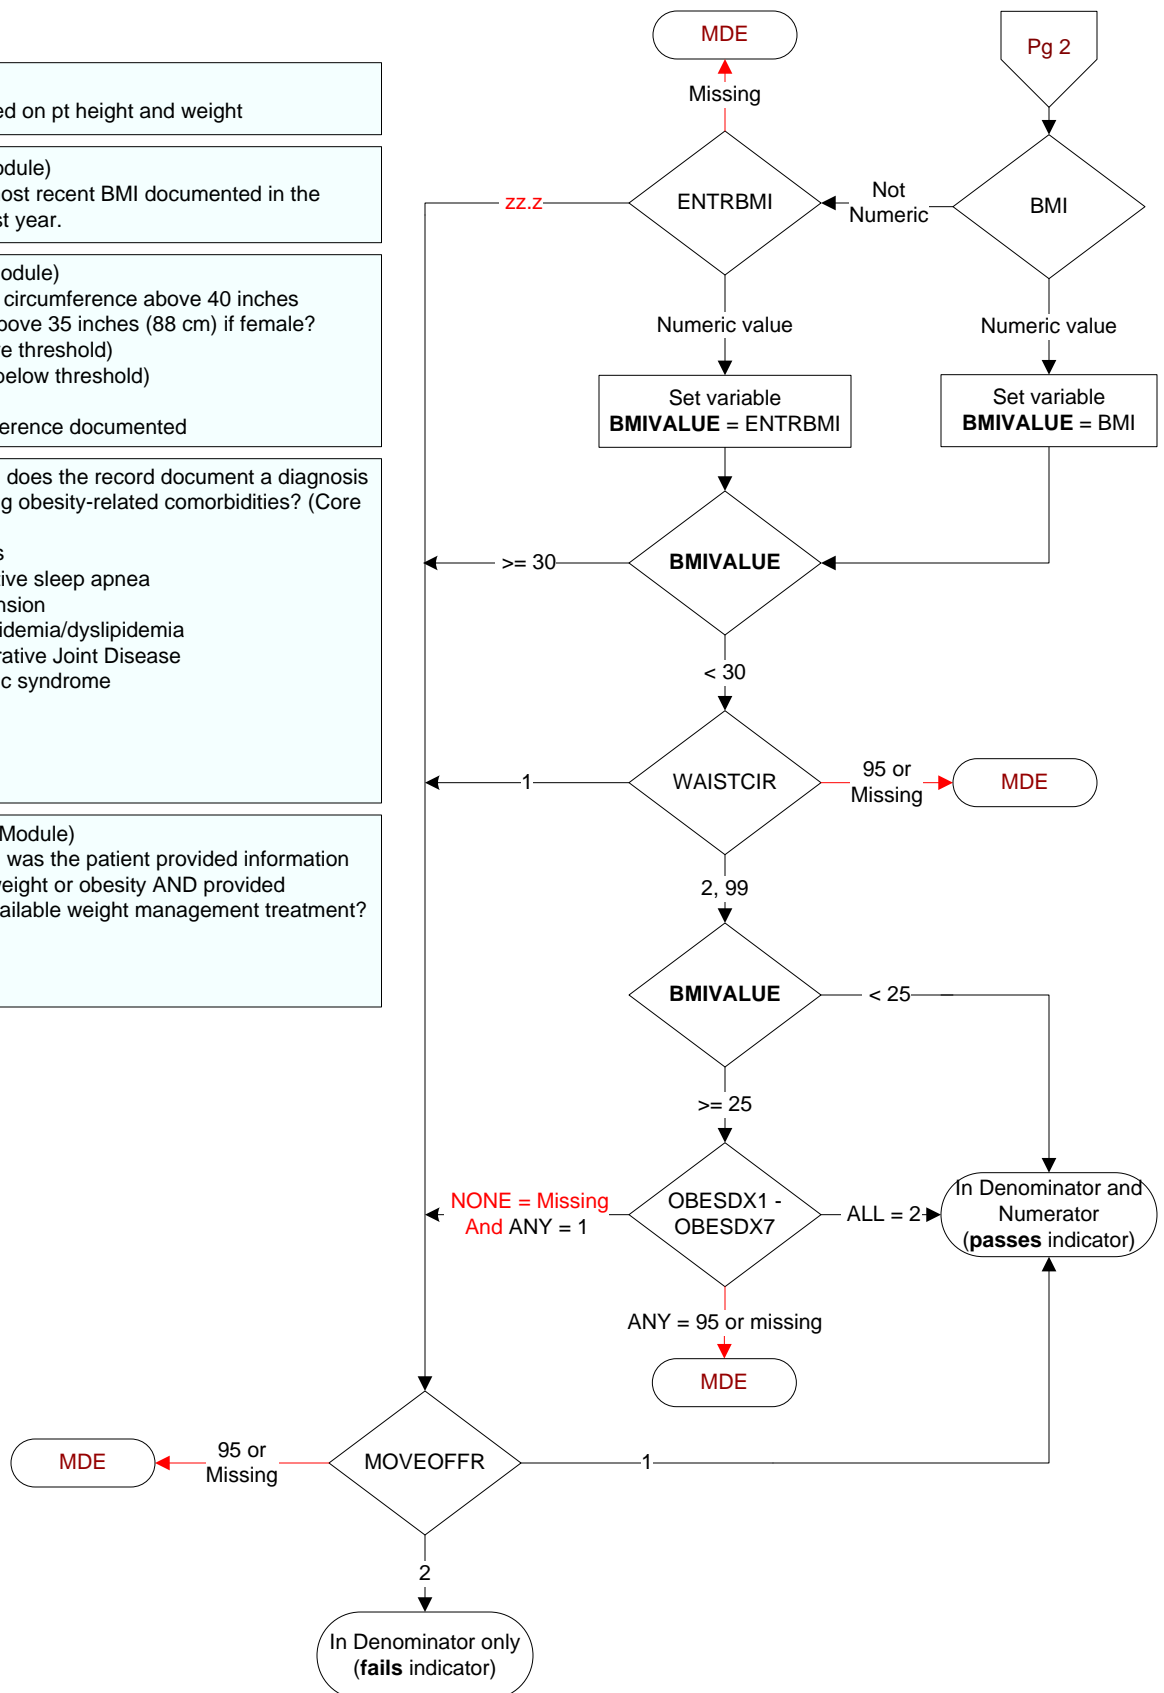 ed on pt height and weight
odule)
ost recent BMI documented in the
st year.
odule)
circumference above 40 inches
bove 35 inches (88 cm) if female?
e threshold)
below threshold)
erence documented
does the record document a diagnosis
g obesity-related comorbidities? (Core
s
tive sleep apnea
nsion
idemia/dyslipidemia
rative Joint Disease
c syndrome
Module)
was the patient provided information
weight or obesity AND provided
vailable weight management treatment?
MDE
Pg 2
Missing
ENTRBMI
Not
Numeric
BMI
zz.z
Numeric value
Numeric value
Set variable
BMIVALUE = ENTRBMI
Set variable
BMIVALUE = BMI
>= 30
BMIVALUE
< 30
1
WAISTCIR
95 or
Missing
MDE
2, 99
BMIVALUE
< 25
>= 25
NONE = Missing
And ANY = 1
OBESDX1 -
OBESDX7
ALL = 2
In Denominator and
Numerator
(passes indicator)
ANY = 95 or missing
MDE
MDE
95 or
Missing
MOVEOFFR
1
2
In Denominator only
(fails indicator)